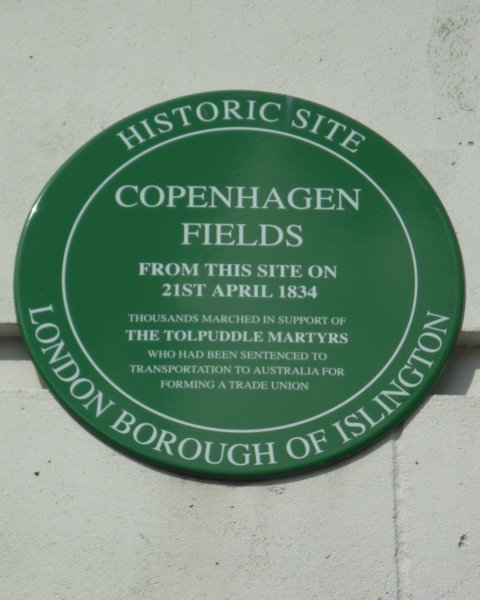 HISTORIC SITE
COPENHAGEN
FIELDS
FROM THIS SITE ON
21ST APRIL 1834
THOUSANDS MARCHED IN SUPPORT OF
THE TOLPUDDLE MARTYRS
WHO HAD BEEN SENTENCED TO
TRANSPORTATION TO AUSTRALIA FOR
FORMING A TRADE UNION
LONDON BOROUGH OF ISLINGTON